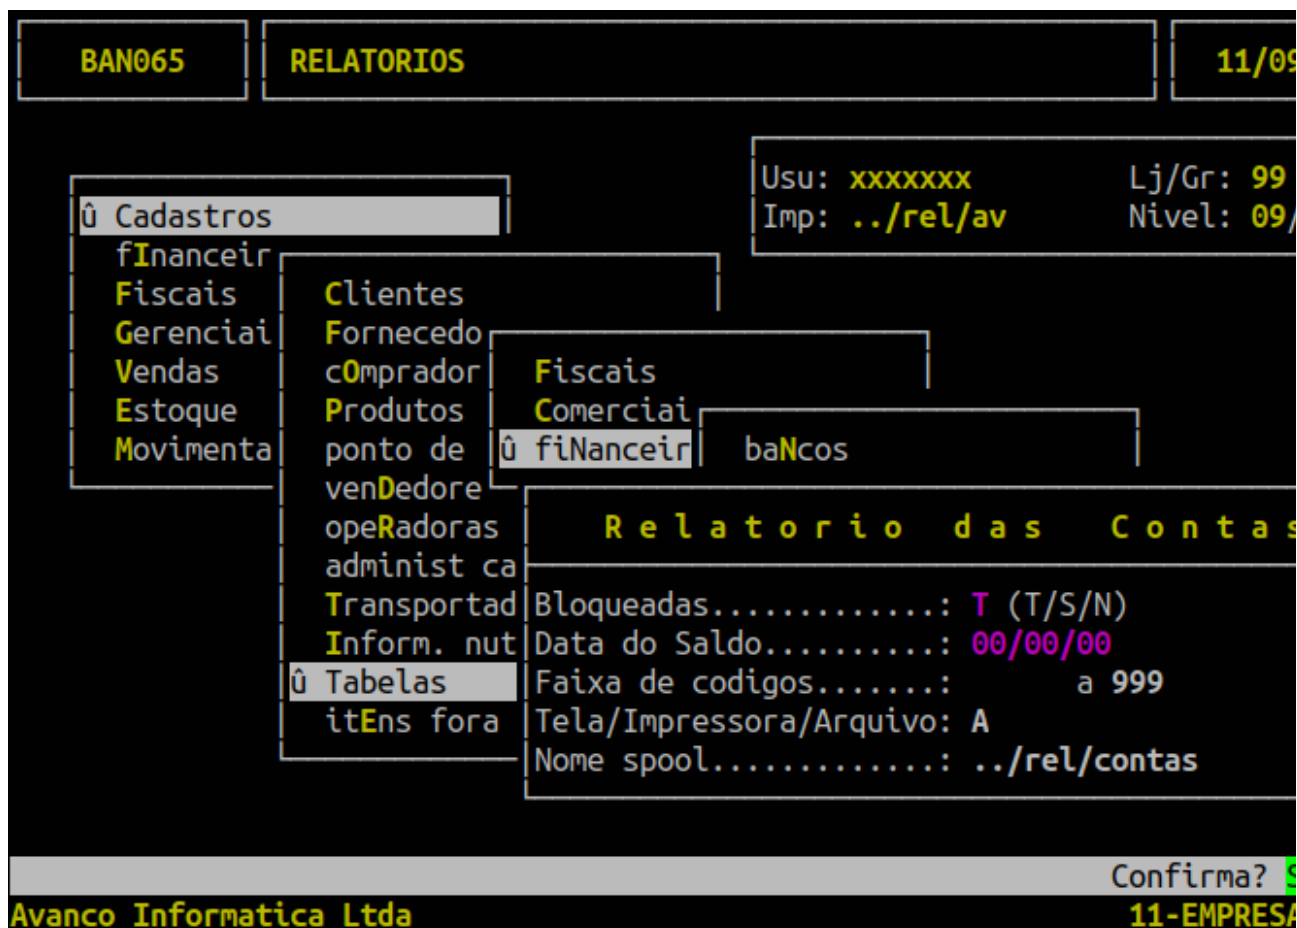 BAN065 RELATORIOS 11/09
Usu: xxxxxxx Lj/Gr: 99
û Cadastros Imp: ../rel/av Nivel: 09/
fInanceir
Fiscais Clientes
Gerenciai Fornecedo
Vendas cOmprador Fiscais
Estoque Produtos Comerciai
Movimenta ponto de û fiNanceir baNcos
venDedore
opeRadoras Relatorio das Contas
administ ca
Transportad Bloqueadas.............: T (T/S/N)
Inform. nut Data do Saldo..........: 00/00/00
û Tabelas Faixa de codigos.......: a 999
itEns fora Tela/Impressora/Arquivo: A
Nome spool.............: ../rel/contas
Confirma? S
Avanco Informatica Ltda 11-EMPRESA